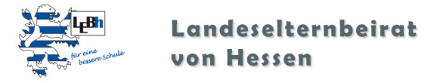 LEBh
für eine
bessere Schule
Landeselternbeirat
von Hessen